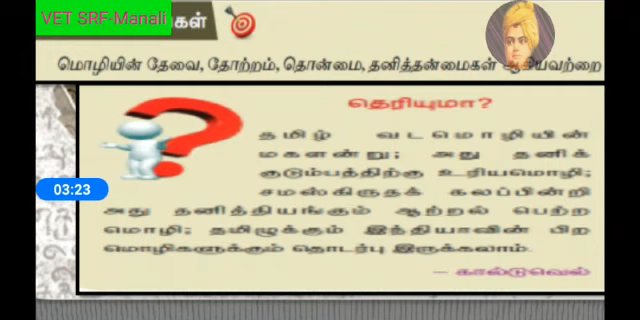 VET SRF-Manali
கள்
மொழியின் தேவை, தோற்றம், தொன்மை, தனித்தன்மைகள் ஆகியவற்றை
தெரியுமா?
தமிழ் வடமொழியின்
மகளன்று; அது தனிக்
குடும்பத்திற்கு உரியமொழி;
சமஸ்கிருதக் கலப்பின்றி
03:23
அது தனித்தியங்கும் ஆற்றல் பெற்ற
மொழி; தமிழுக்கும் இந்தியாவின் பிற
மொழிகளுக்கும் தொடர்பு இருக்கலாம்.
– கால்டுவெல்